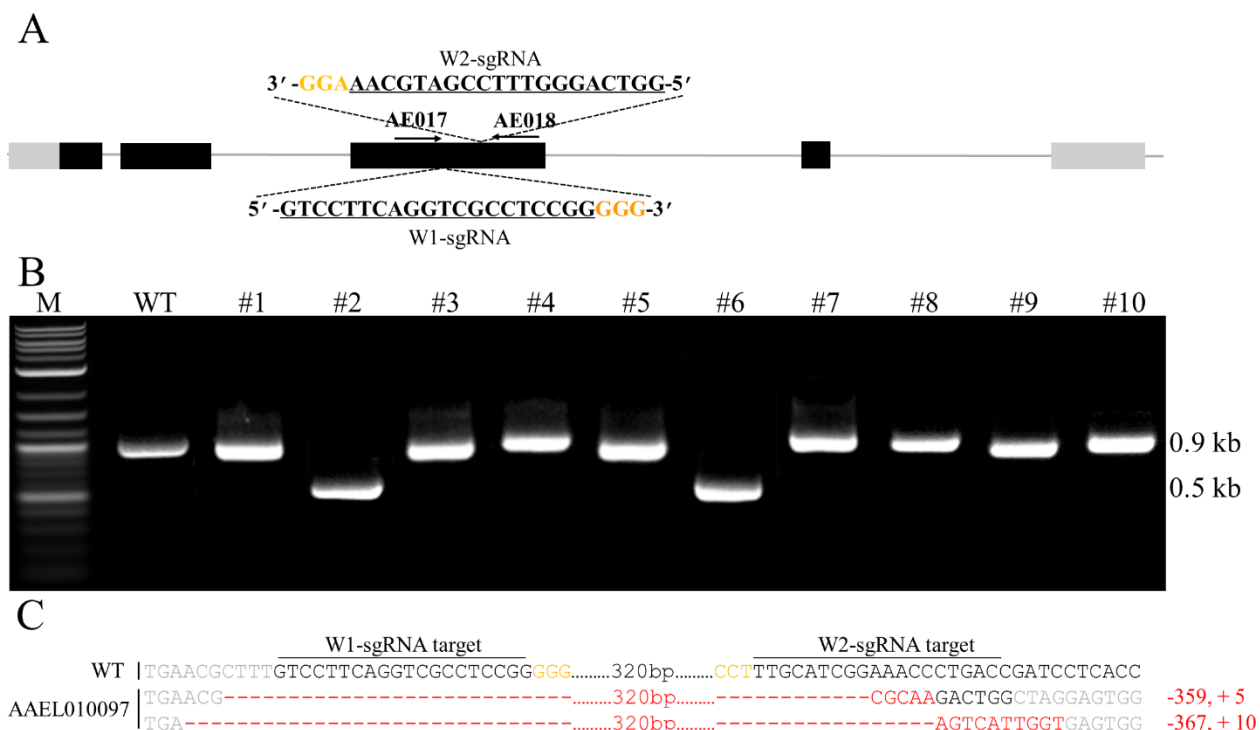 A
W2-sgRNA
3′ -GGAAACGTAGCCTTTGGGACTGG-5′
AE017 AE018
5′ -GTCCTTCAGGTCGCCTCCGGGGG-3′
W1-sgRNA
B
M WT #1 #2 #3 #4 #5 #6 #7 #8 #9 #10
0.9 kb
0.5 kb
C
W1-sgRNA target W2-sgRNA target
WT TGAACGCTTTGTCCTTCAGGTCGCCTCCGGGGG.........320bp.........CCTTTGCATCGGAAACCCTGACCGATCCTCACC
AAEL010097 TGAACG---------------------------.........320bp.........------------CGCAAGACTGGCTAGGAGTGG -359, + 5
TGA------------------------------.........320bp.........-----------------AGTCATTGGTGAGTGG -367, + 10